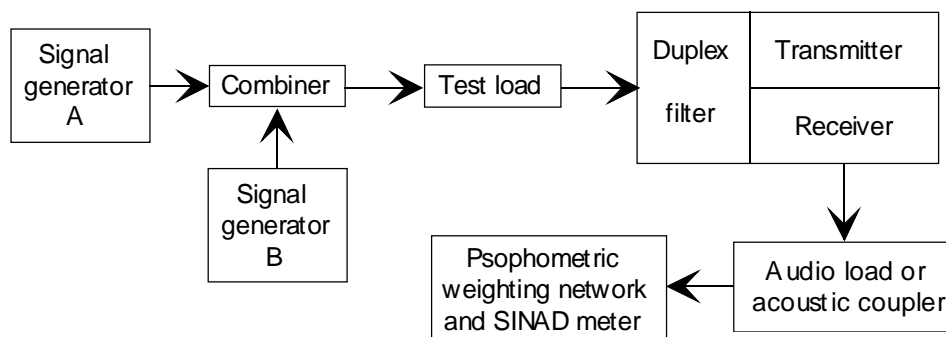 Signal
generator
A
Combiner
Test load
Duplex
filter
Transmitter
Receiver
Signal
generator
B
Psophometric
weighting network
and SINAD meter
Audio load or
acoustic coupler